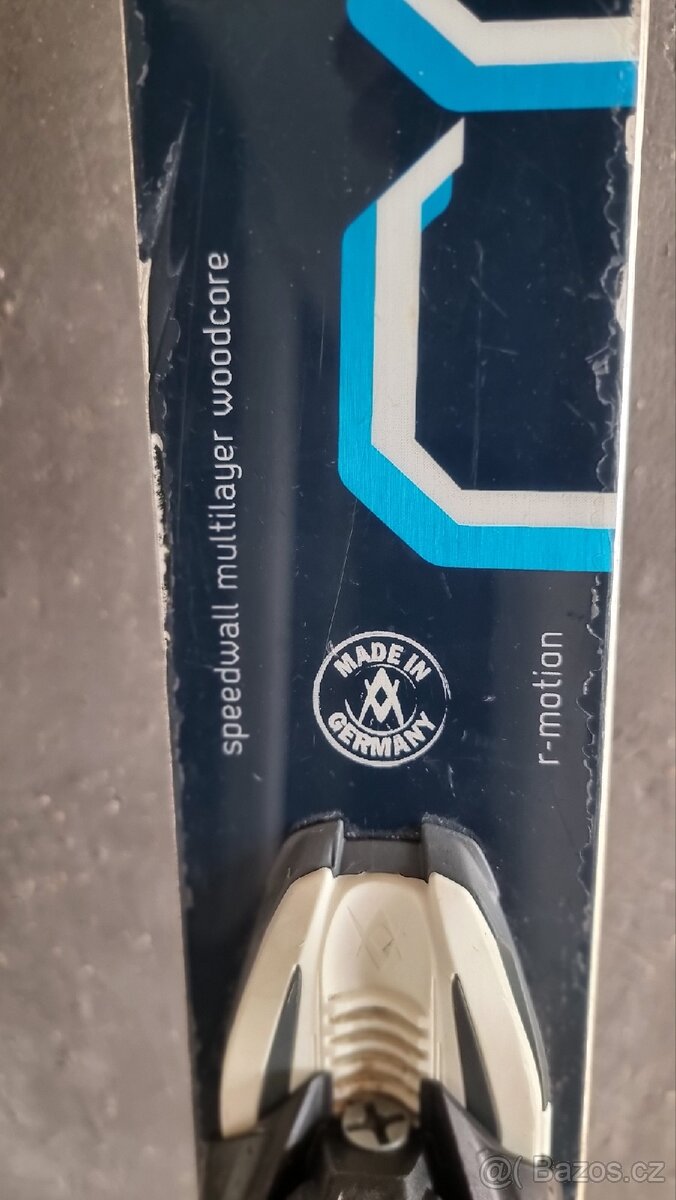 speedwall multilayer woodcore
MADE IN
GERMANY
r-motion
@( Bazos.cz